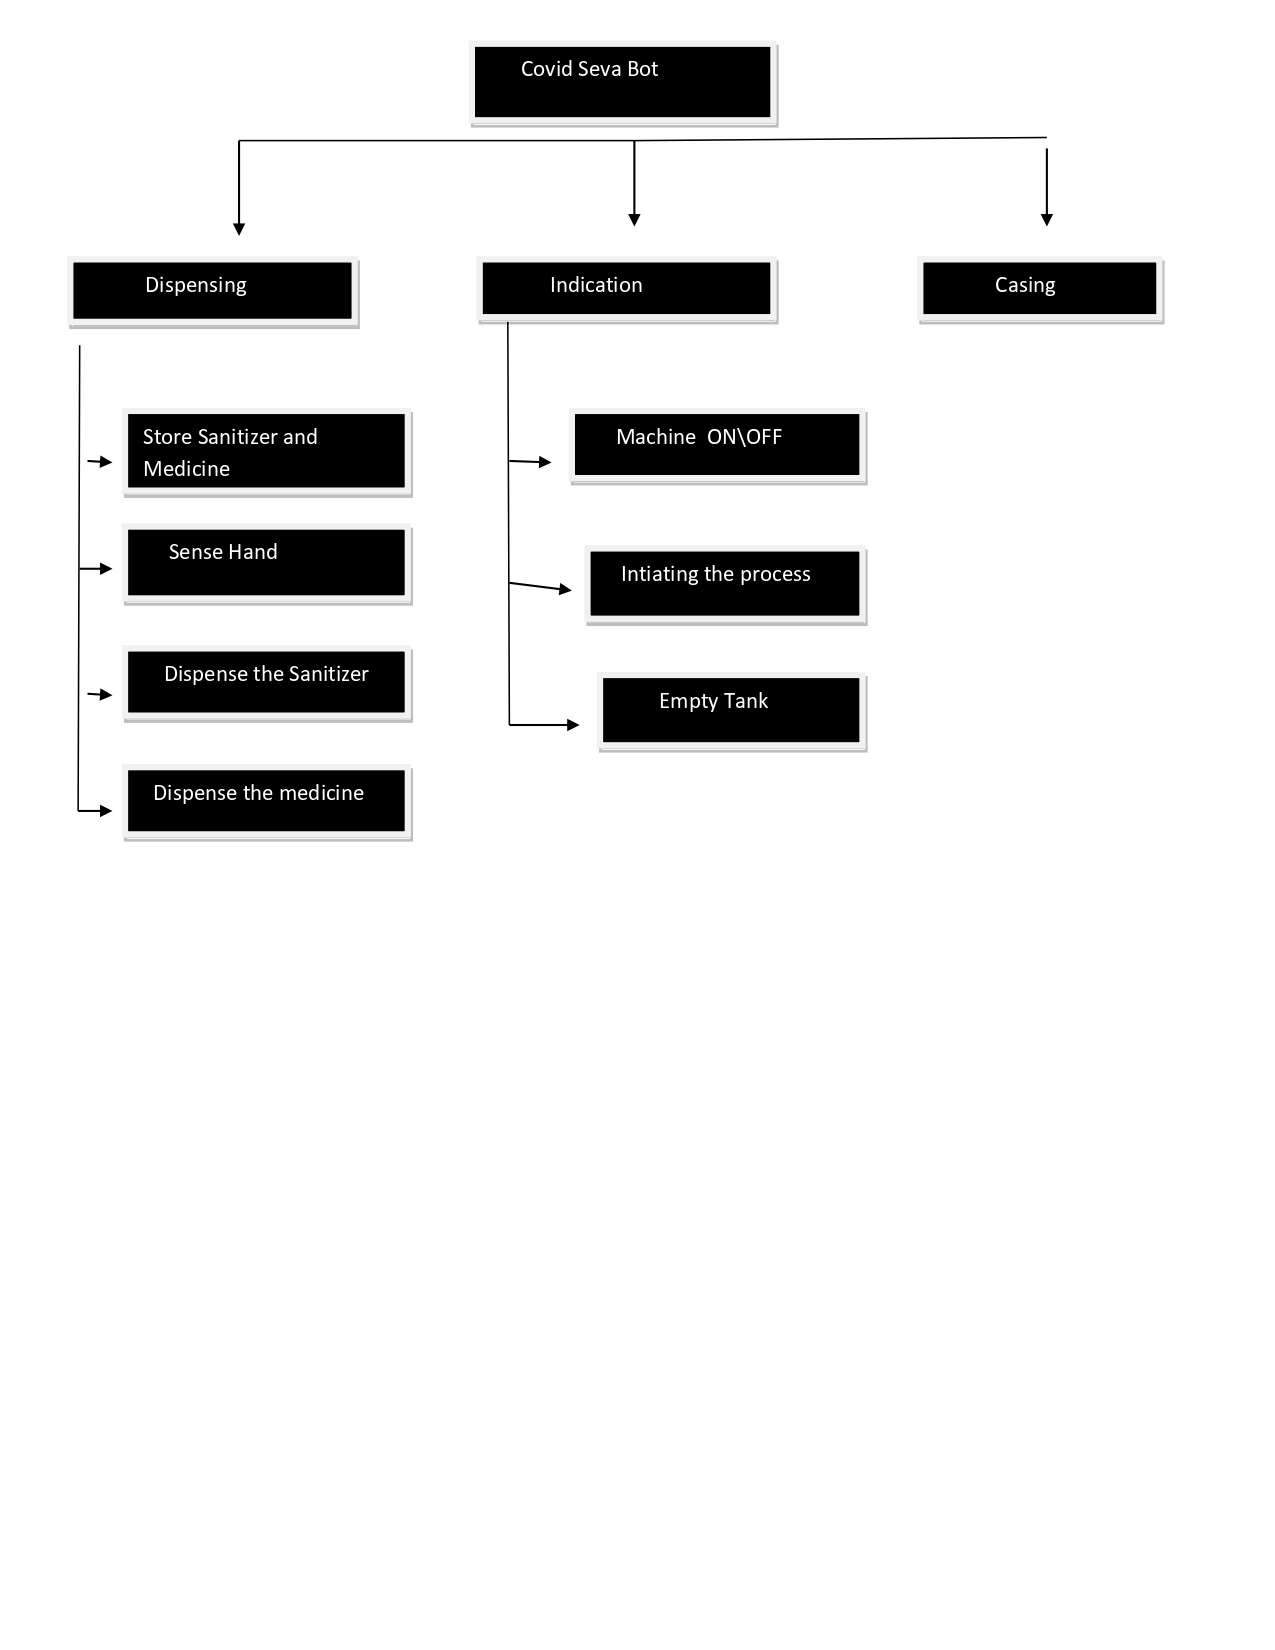 Covid Seva Bot
Dispensing
Indication
Casing
Store Sanitizer and
Medicine
Sense Hand
Dispense the Sanitizer
Dispense the medicine
Machine  ON\OFF
Intiating the process
Empty Tank